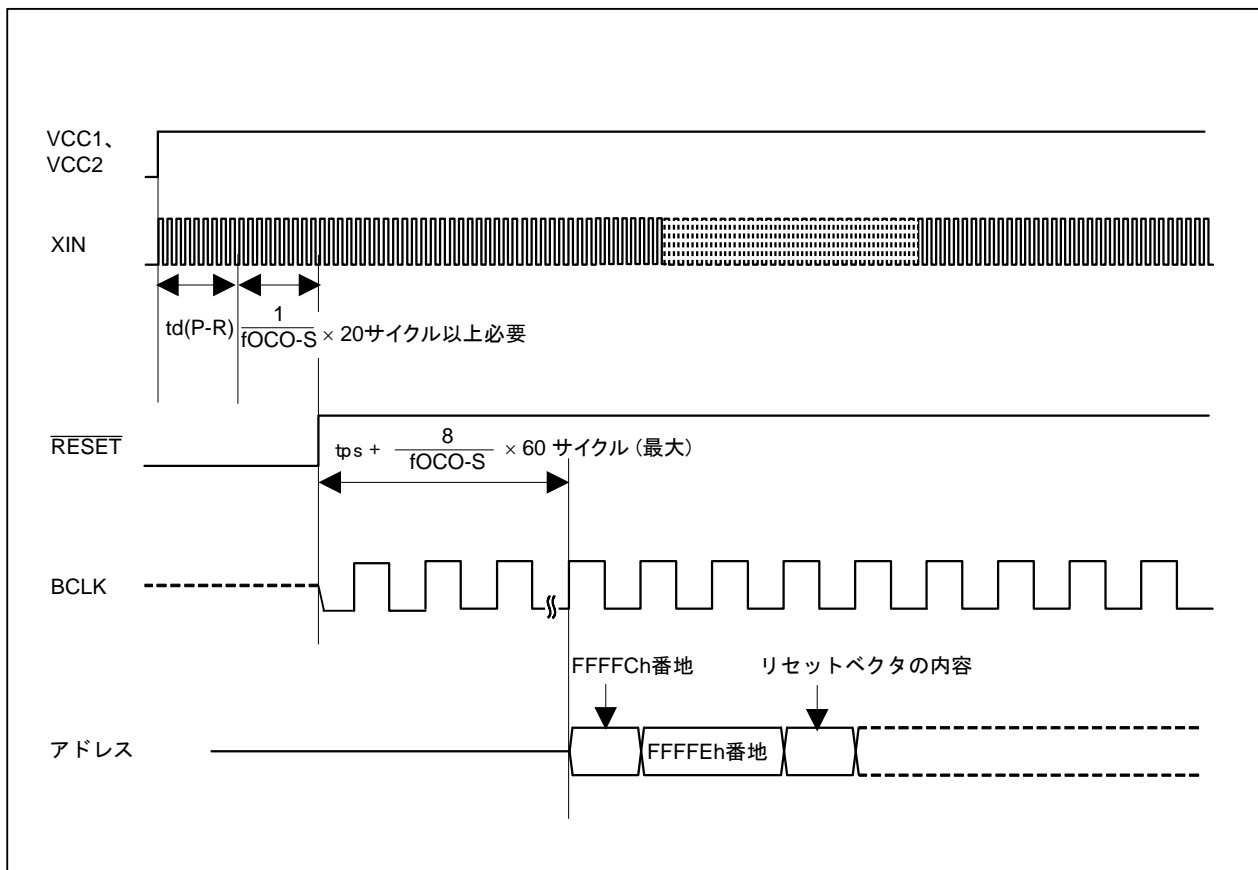 VCC1、
VCC2
XIN
td(P-R)
1
fOCO-S
× 20サイクル以上必要
RESET
tps +
8
fOCO-S
× 60 サイクル (最大)
BCLK
FFFFCh番地
リセットベクタの内容
アドレス
FFFFEh番地